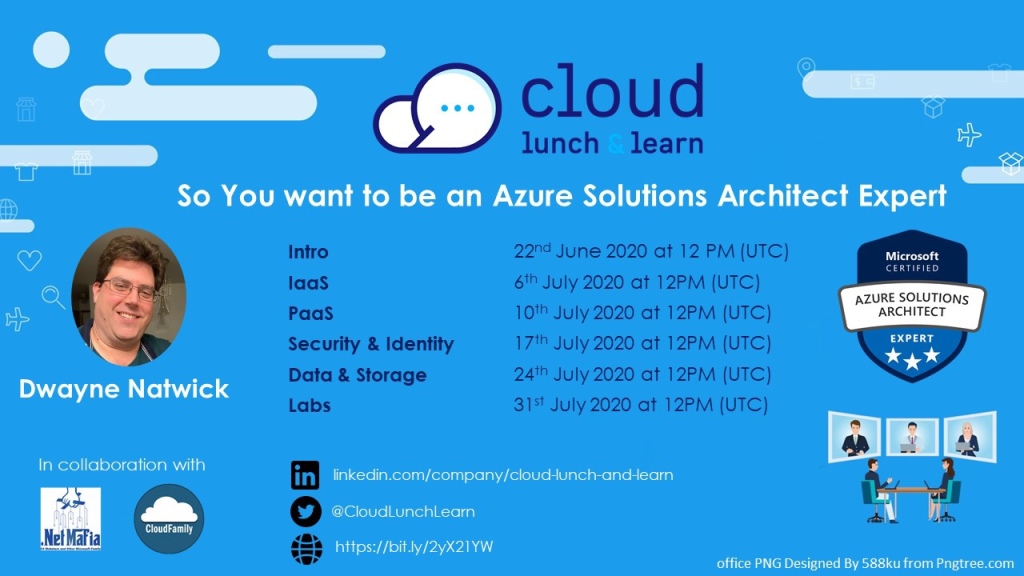 cloud
lunch & learn
So You want to be an Azure Solutions Architect Expert
Intro 22nd June 2020 at 12 PM (UTC)
IaaS 6th July 2020 at 12PM (UTC)
PaaS 10th July 2020 at 12PM (UTC)
Security & Identity 17th July 2020 at 12PM (UTC)
Data & Storage 24th July 2020 at 12PM (UTC)
Labs 31st July 2020 at 12PM (UTC)
Microsoft
CERTIFIED
AZURE SOLUTIONS
ARCHITECT
EXPERT
Dwayne Natwick
In collaboration with
.NetMafia
CloudFamily
linkedin.com/company/cloud-lunch-and-learn
@CloudLunchLearn
https://bit.ly/2yX21YW
office PNG Designed By 588ku from Pngtree.com